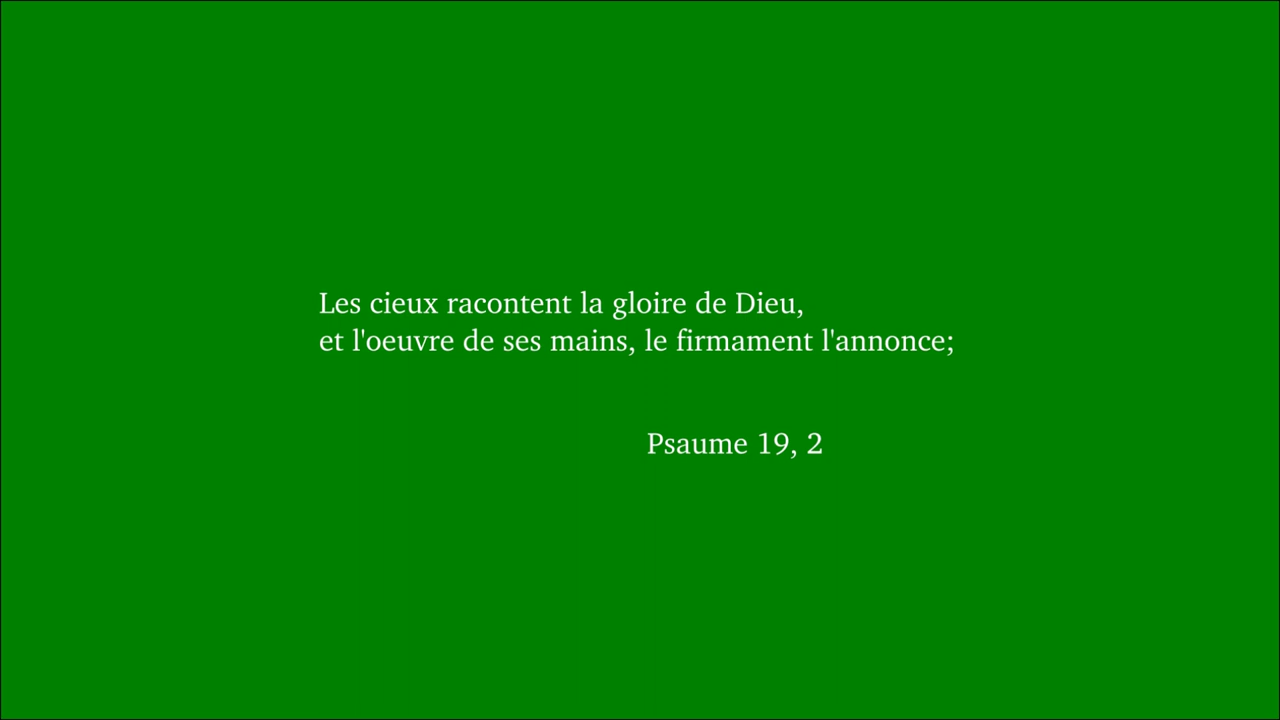 Les cieux racontent la gloire de Dieu,
et l'oeuvre de ses mains, le firmament l'annonce;
Psaume 19, 2